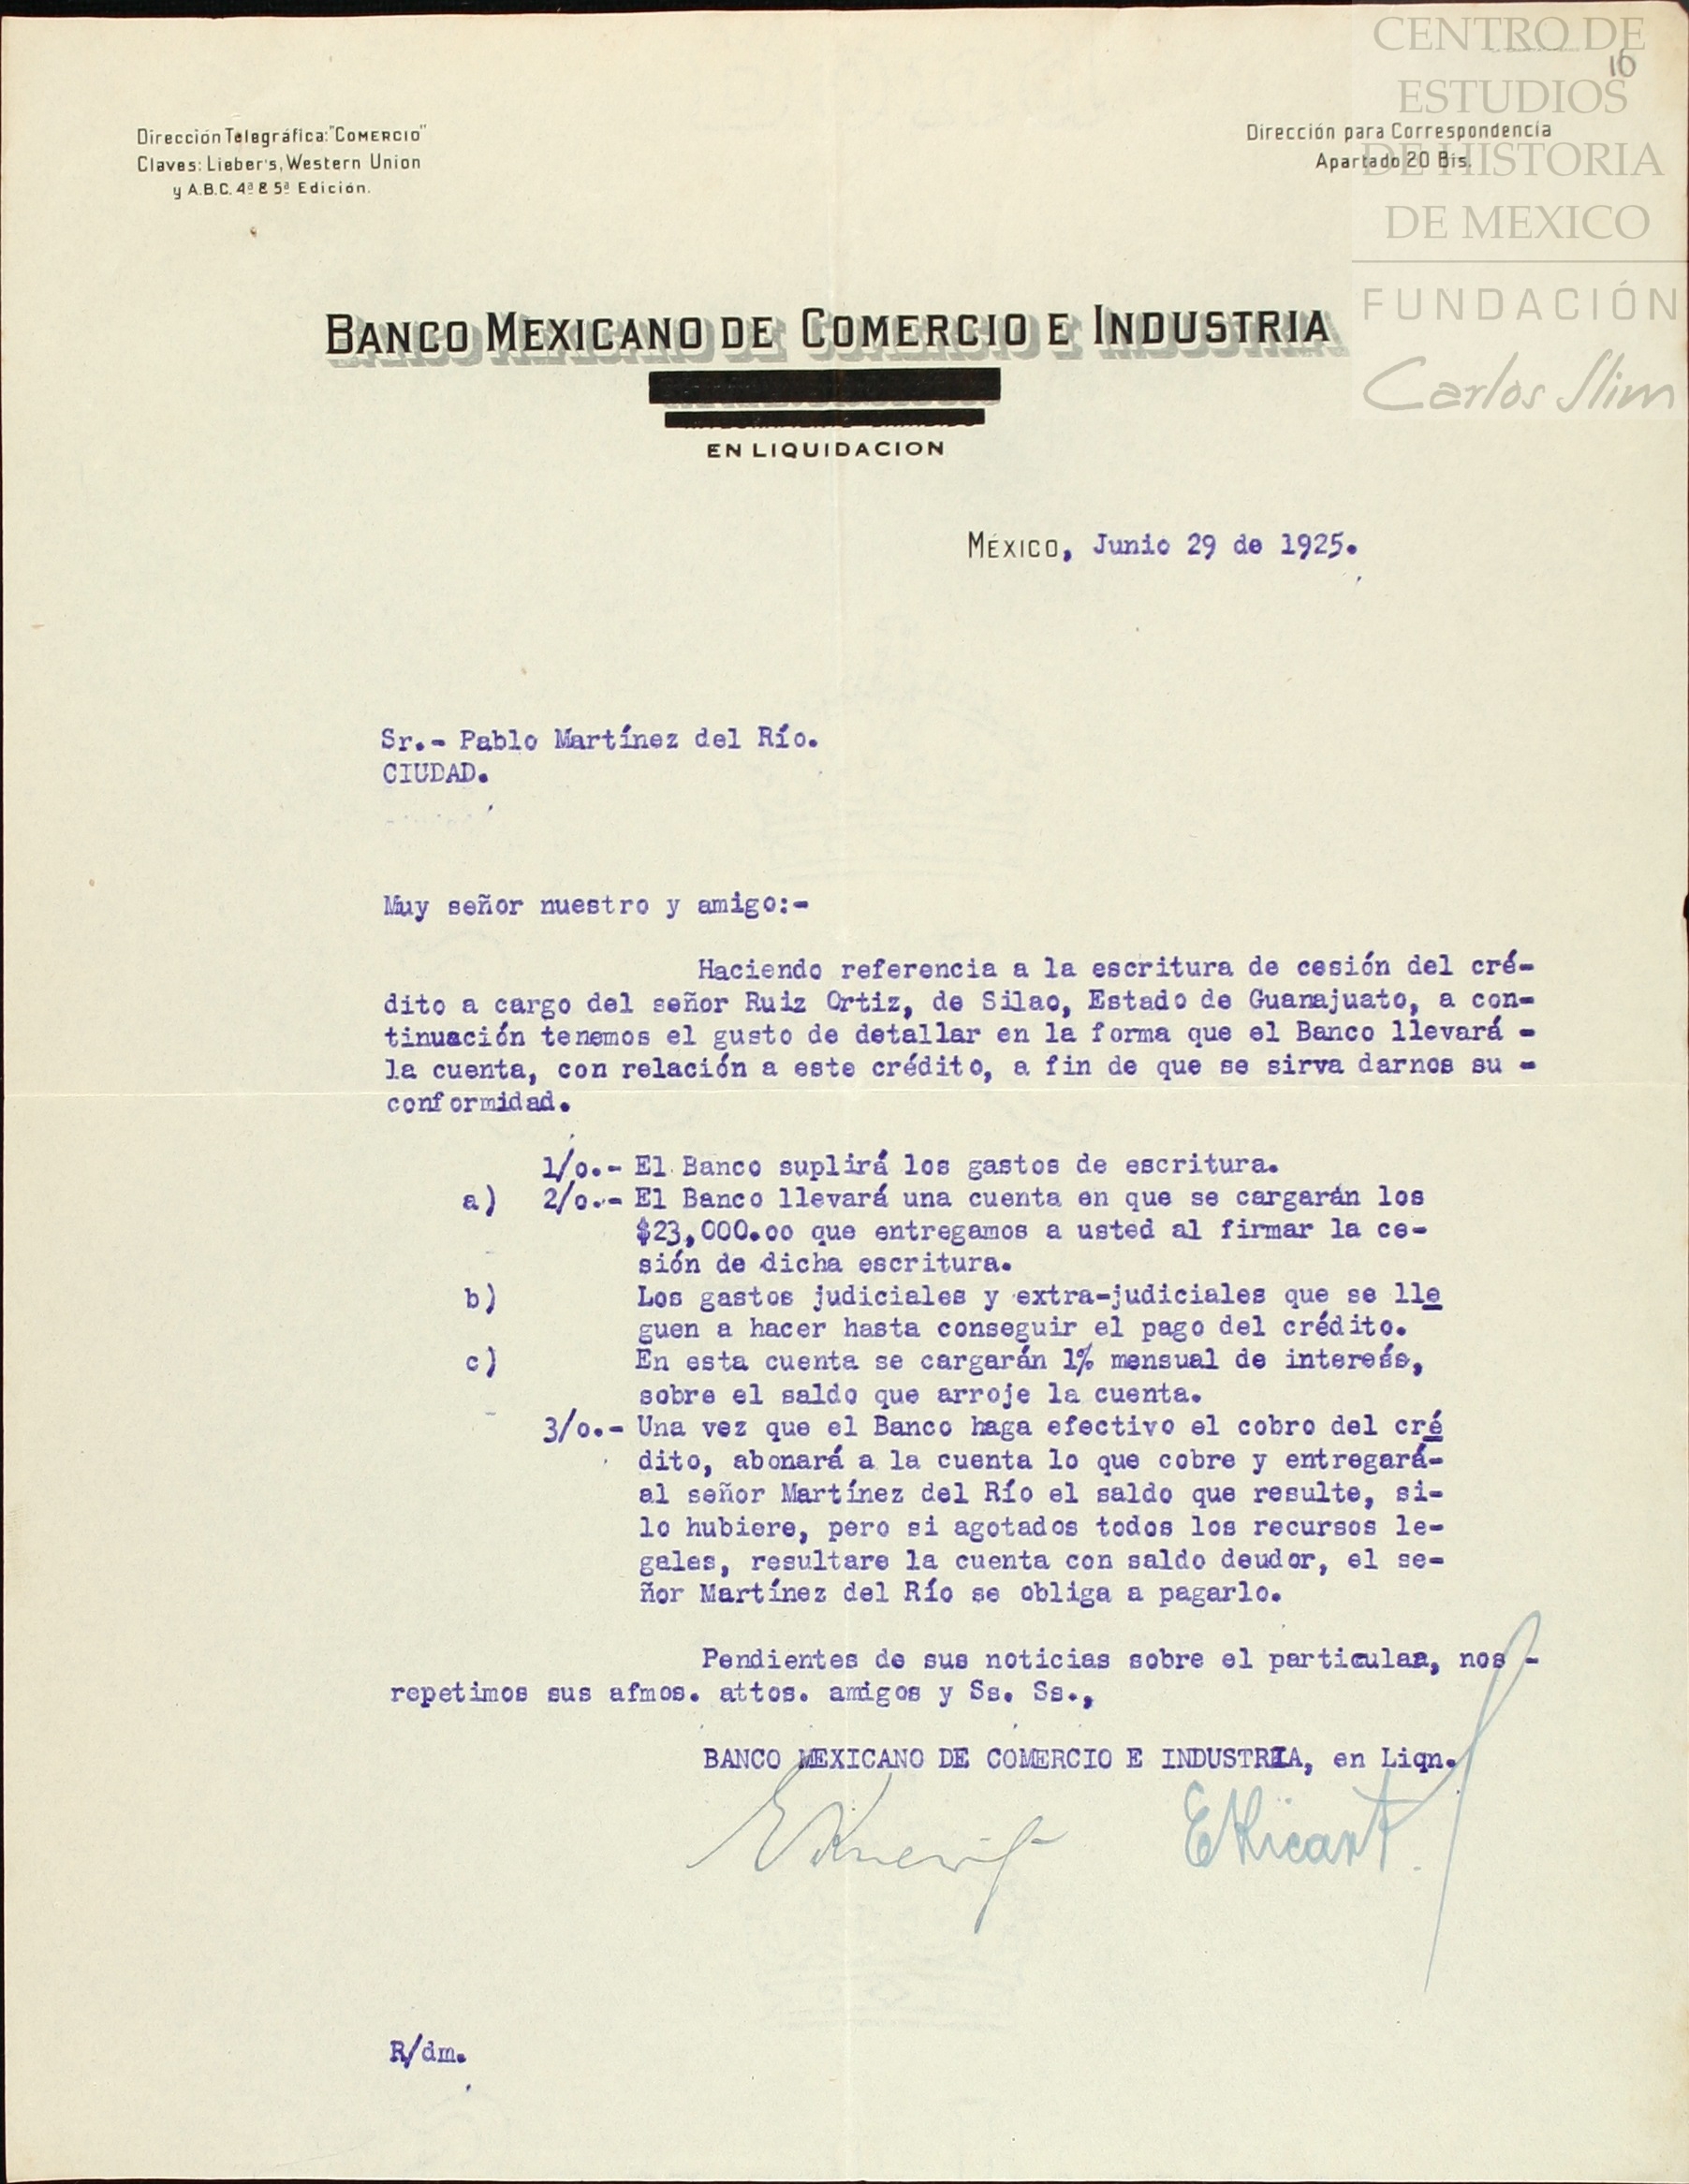 CENTRO DE
ESTUDIOS
DE HISTORIA
DE MEXICO
FUNDACIÓN
Carlos Slim
16
Dirección Telegráfica: "COMERCIO"
Claves: Lieber's, Western Union
y A.B.C. 4ª & 5ª Edición.
Dirección para Correspondencia
Apartado 20 Bis.
BANCO MEXICANO DE COMERCIO E INDUSTRIA
EN LIQUIDACION
MÉXICO, Junio 29 de 1925.
Sr.- Pablo Martínez del Río.
CIUDAD.
Muy señor nuestro y amigo:-
Haciendo referencia a la escritura de cesión del cré-
dito a cargo del señor Ruiz Ortiz, de Silao, Estado de Guanajuato, a con-
tinuación tenemos el gusto de detallar en la forma que el Banco llevará -
la cuenta, con relación a este crédito, a fin de que se sirva darnos su -
conformidad.
1/o.- El Banco suplirá los gastos de escritura.
a) 2/o.- El Banco llevará una cuenta en que se cargarán los
$23,000.oo que entregamos a usted al firmar la ce-
sión de dicha escritura.
b) Los gastos judiciales y extra-judiciales que se lle
guen a hacer hasta conseguir el pago del crédito.
c) En esta cuenta se cargarán 1% mensual de intereśs,
sobre el saldo que arroje la cuenta.
3/o.- Una vez que el Banco haga efectivo el cobro del cré
dito, abonará a la cuenta lo que cobre y entregará-
al señor Martínez del Río el saldo que resulte, si-
lo hubiere, pero si agotados todos los recursos le-
gales, resultare la cuenta con saldo deudor, el se-
ñor Martínez del Río se obliga a pagarlo.
Pendientes de sus noticias sobre el particular, nos -
repetimos sus afmos. attos. amigos y Ss. Ss.,
BANCO MEXICANO DE COMERCIO E INDUSTRIA, en Liqn.
ERicart
R/dm.